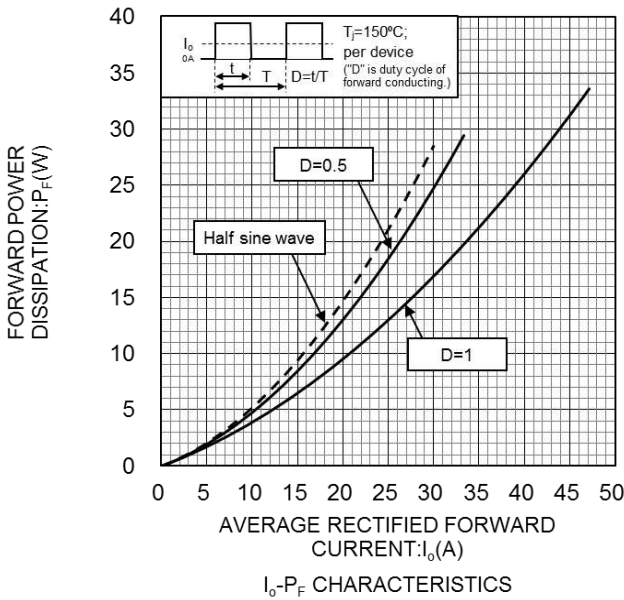 40
35
30
25
20
15
10
5
0
FORWARD POWER
DISSIPATION:PF(W)
Io
0A
t
T
D=t/T
Tj=150ºC;
per device
("D" is duty cycle of
forward conducting.)
D=0.5
Half sine wave
D=1
0 5 10 15 20 25 30 35 40 45 50
AVERAGE RECTIFIED FORWARD
CURRENT:Io(A)
Io-PF CHARACTERISTICS